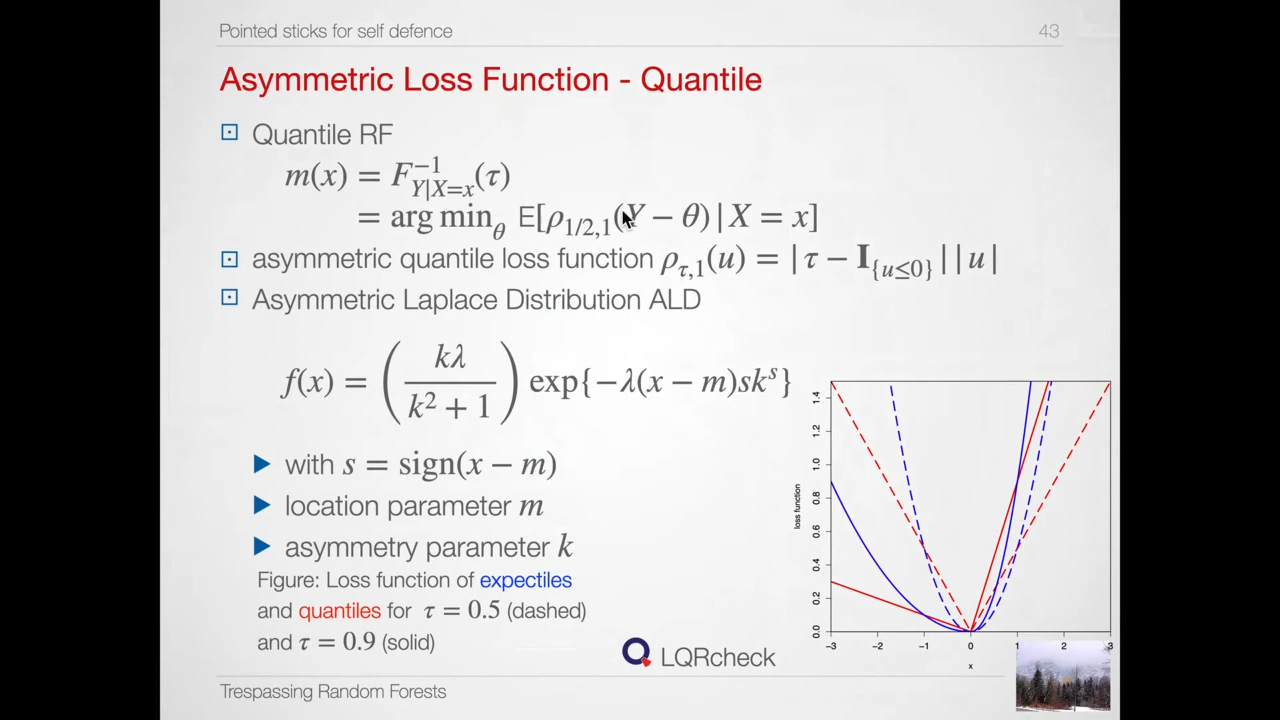 Pointed sticks for self defence 43
Asymmetric Loss Function - Quantile
Quantile RF
m(x) = F^{-1}_{Y|X=x}(τ)
= arg min_θ E[ρ_{1/2,1}(Y − θ) | X = x]
asymmetric quantile loss function ρ_{τ,1}(u) = |τ − I_{{u≤0}}| |u|
Asymmetric Laplace Distribution ALD
f(x) = (kλ / (k² + 1)) exp{−λ(x − m)sk^s}
with s = sign(x − m)
location parameter m
asymmetry parameter k
Figure: Loss function of expectiles
and quantiles for τ = 0.5 (dashed)
and τ = 0.9 (solid)
loss function
1.4
1.2
1.0
0.8
0.6
0.4
0.2
0.0
−3 −2 −1 0 1 2 3
x
LQRcheck
Trespassing Random Forests